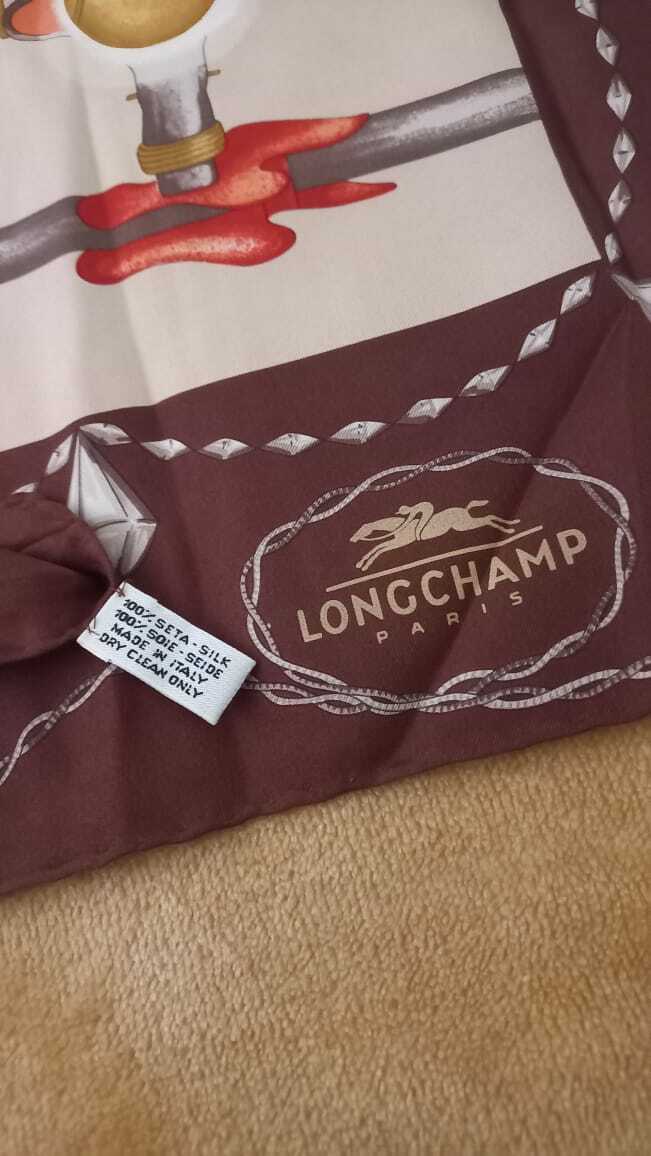 LONGCHAMP
PARIS
100% SETA - SILK
100% SOIE - SEIDE
MADE IN ITALY
DRY CLEAN ONLY